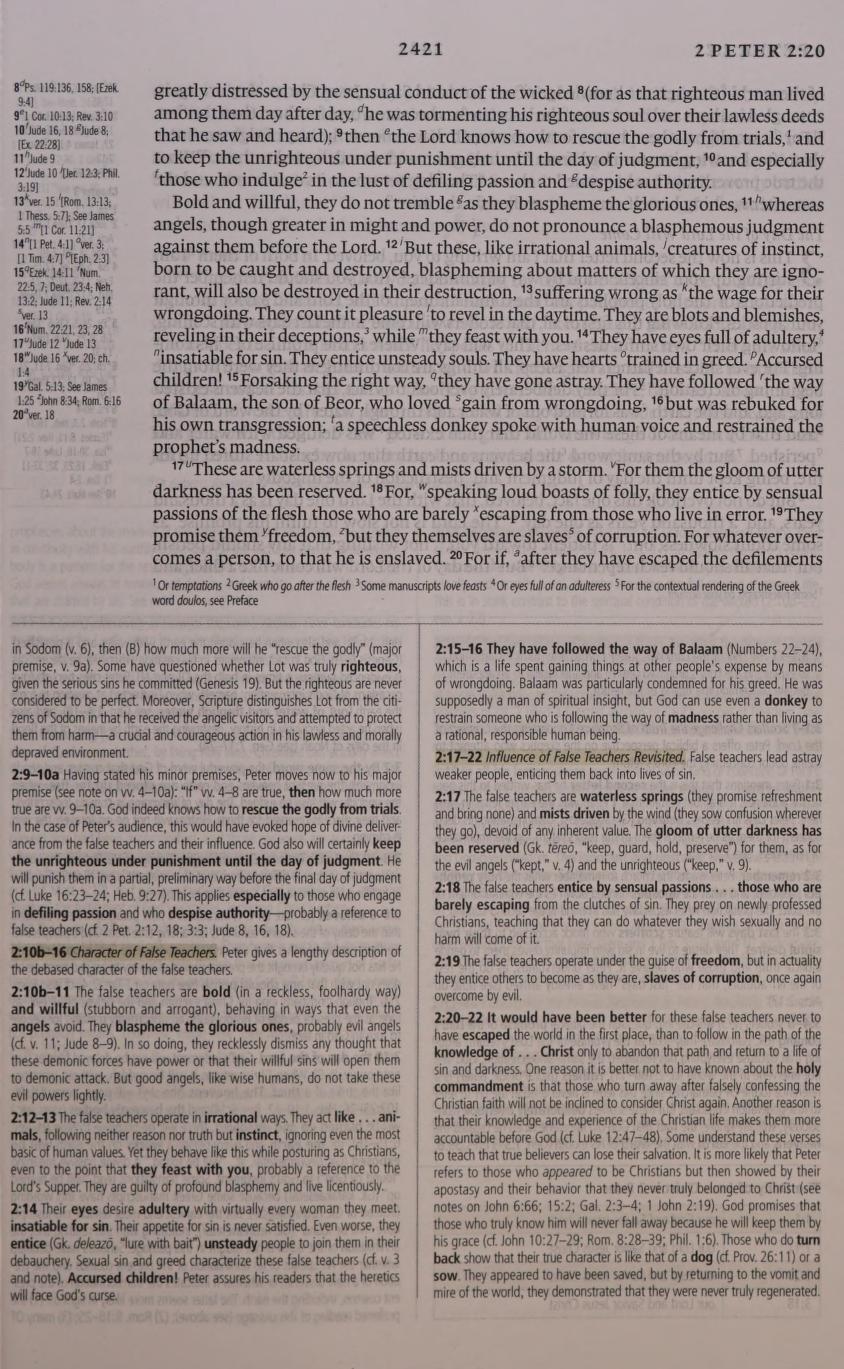 2421
2 PETER 2:20
8ᵈPs. 119:136, 158; [Ezek.
9:4]
9ᵉ1 Cor. 10:13; Rev. 3:10
10ᶠJude 16, 18 ᵍJude 8;
[Ex. 22:28]
11ʰJude 9
12ⁱJude 10 ʲ[Jer. 12:3; Phil.
3:19]
13ᵏver. 15 ˡ[Rom. 13:13;
1 Thess. 5:7]; See James
5:5 ᵐ[1 Cor. 11:21]
14ⁿ[1 Pet. 4:1] ᵒver. 3;
[1 Tim. 4:7] ᵖ[Eph. 2:3]
15qEzek. 14:11 ʳNum.
22:5, 7; Deut. 23:4; Neh.
13:2; Jude 11; Rev. 2:14
ˢver. 13
16ᵗNum. 22:21, 23, 28
17ᵘJude 12 ᵛJude 13
18ʷJude 16 ˣver. 20; ch.
1:4
19ʸGal. 5:13; See James
1:25 ᶻJohn 8:34; Rom. 6:16
20ᵃver. 18
greatly distressed by the sensual conduct of the wicked ⁸(for as that righteous man lived
among them day after day, ᵈhe was tormenting his righteous soul over their lawless deeds
that he saw and heard); ⁹then ᵉthe Lord knows how to rescue the godly from trials,¹ and
to keep the unrighteous under punishment until the day of judgment, ¹⁰and especially
ᶠthose who indulge² in the lust of defiling passion and ᵍdespise authority.
Bold and willful, they do not tremble ᵍas they blaspheme the glorious ones, ¹¹ʰwhereas
angels, though greater in might and power, do not pronounce a blasphemous judgment
against them before the Lord. ¹²ⁱBut these, like irrational animals, ʲcreatures of instinct,
born to be caught and destroyed, blaspheming about matters of which they are igno-
rant, will also be destroyed in their destruction, ¹³suffering wrong as ᵏthe wage for their
wrongdoing. They count it pleasure ˡto revel in the daytime. They are blots and blemishes,
reveling in their deceptions,³ while ᵐthey feast with you. ¹⁴They have eyes full of adultery,⁴
ⁿinsatiable for sin. They entice unsteady souls. They have hearts ᵒtrained in greed. ᵖAccursed
children! ¹⁵Forsaking the right way, qthey have gone astray. They have followed ʳthe way
of Balaam, the son of Beor, who loved ˢgain from wrongdoing, ¹⁶but was rebuked for
his own transgression; ᵗa speechless donkey spoke with human voice and restrained the
prophet's madness.
¹⁷ᵘThese are waterless springs and mists driven by a storm. ᵛFor them the gloom of utter
darkness has been reserved. ¹⁸For, ʷspeaking loud boasts of folly, they entice by sensual
passions of the flesh those who are barely ˣescaping from those who live in error. ¹⁹They
promise them ʸfreedom, ᶻbut they themselves are slaves⁵ of corruption. For whatever over-
comes a person, to that he is enslaved. ²⁰For if, ᵃafter they have escaped the defilements
¹Or temptations ²Greek who go after the flesh ³Some manuscripts love feasts ⁴Or eyes full of an adulteress ⁵For the contextual rendering of the Greek
word doulos, see Preface
in Sodom (v. 6), then (B) how much more will he "rescue the godly" (major
premise, v. 9a). Some have questioned whether Lot was truly righteous,
given the serious sins he committed (Genesis 19). But the righteous are never
considered to be perfect. Moreover, Scripture distinguishes Lot from the citi-
zens of Sodom in that he received the angelic visitors and attempted to protect
them from harm—a crucial and courageous action in his lawless and morally
depraved environment.
2:9–10a Having stated his minor premises, Peter moves now to his major
premise (see note on vv. 4–10a): "If" vv. 4–8 are true, then how much more
true are vv. 9–10a. God indeed knows how to rescue the godly from trials.
In the case of Peter's audience, this would have evoked hope of divine deliver-
ance from the false teachers and their influence. God also will certainly keep
the unrighteous under punishment until the day of judgment. He
will punish them in a partial, preliminary way before the final day of judgment
(cf. Luke 16:23–24; Heb. 9:27). This applies especially to those who engage
in defiling passion and who despise authority—probably a reference to
false teachers (cf. 2 Pet. 2:12, 18; 3:3; Jude 8, 16, 18).
2:10b–16 Character of False Teachers. Peter gives a lengthy description of
the debased character of the false teachers.
2:10b–11 The false teachers are bold (in a reckless, foolhardy way)
and willful (stubborn and arrogant), behaving in ways that even the
angels avoid. They blaspheme the glorious ones, probably evil angels
(cf. v. 11; Jude 8–9). In so doing, they recklessly dismiss any thought that
these demonic forces have power or that their willful sins will open them
to demonic attack. But good angels, like wise humans, do not take these
evil powers lightly.
2:12–13 The false teachers operate in irrational ways. They act like . . . ani-
mals, following neither reason nor truth but instinct, ignoring even the most
basic of human values. Yet they behave like this while posturing as Christians,
even to the point that they feast with you, probably a reference to the
Lord's Supper. They are guilty of profound blasphemy and live licentiously.
2:14 Their eyes desire adultery with virtually every woman they meet,
insatiable for sin. Their appetite for sin is never satisfied. Even worse, they
entice (Gk. deleazō, "lure with bait") unsteady people to join them in their
debauchery. Sexual sin and greed characterize these false teachers (cf. v. 3
and note). Accursed children! Peter assures his readers that the heretics
will face God's curse.
2:15–16 They have followed the way of Balaam (Numbers 22–24),
which is a life spent gaining things at other people's expense by means
of wrongdoing. Balaam was particularly condemned for his greed. He was
supposedly a man of spiritual insight, but God can use even a donkey to
restrain someone who is following the way of madness rather than living as
a rational, responsible human being.
2:17–22 Influence of False Teachers Revisited. False teachers lead astray
weaker people, enticing them back into lives of sin.
2:17 The false teachers are waterless springs (they promise refreshment
and bring none) and mists driven by the wind (they sow confusion wherever
they go), devoid of any inherent value. The gloom of utter darkness has
been reserved (Gk. tēreō, "keep, guard, hold, preserve") for them, as for
the evil angels ("kept," v. 4) and the unrighteous ("keep," v. 9).
2:18 The false teachers entice by sensual passions . . . those who are
barely escaping from the clutches of sin. They prey on newly professed
Christians, teaching that they can do whatever they wish sexually and no
harm will come of it.
2:19 The false teachers operate under the guise of freedom, but in actuality
they entice others to become as they are, slaves of corruption, once again
overcome by evil.
2:20–22 It would have been better for these false teachers never to
have escaped the world in the first place, than to follow in the path of the
knowledge of . . . Christ only to abandon that path and return to a life of
sin and darkness. One reason it is better not to have known about the holy
commandment is that those who turn away after falsely confessing the
Christian faith will not be inclined to consider Christ again. Another reason is
that their knowledge and experience of the Christian life makes them more
accountable before God (cf. Luke 12:47–48). Some understand these verses
to teach that true believers can lose their salvation. It is more likely that Peter
refers to those who appeared to be Christians but then showed by their
apostasy and their behavior that they never truly belonged to Christ (see
notes on John 6:66; 15:2; Gal. 2:3–4; 1 John 2:19). God promises that
those who truly know him will never fall away because he will keep them by
his grace (cf. John 10:27–29; Rom. 8:28–39; Phil. 1:6). Those who do turn
back show that their true character is like that of a dog (cf. Prov. 26:11) or a
sow. They appeared to have been saved, but by returning to the vomit and
mire of the world, they demonstrated that they were never truly regenerated.